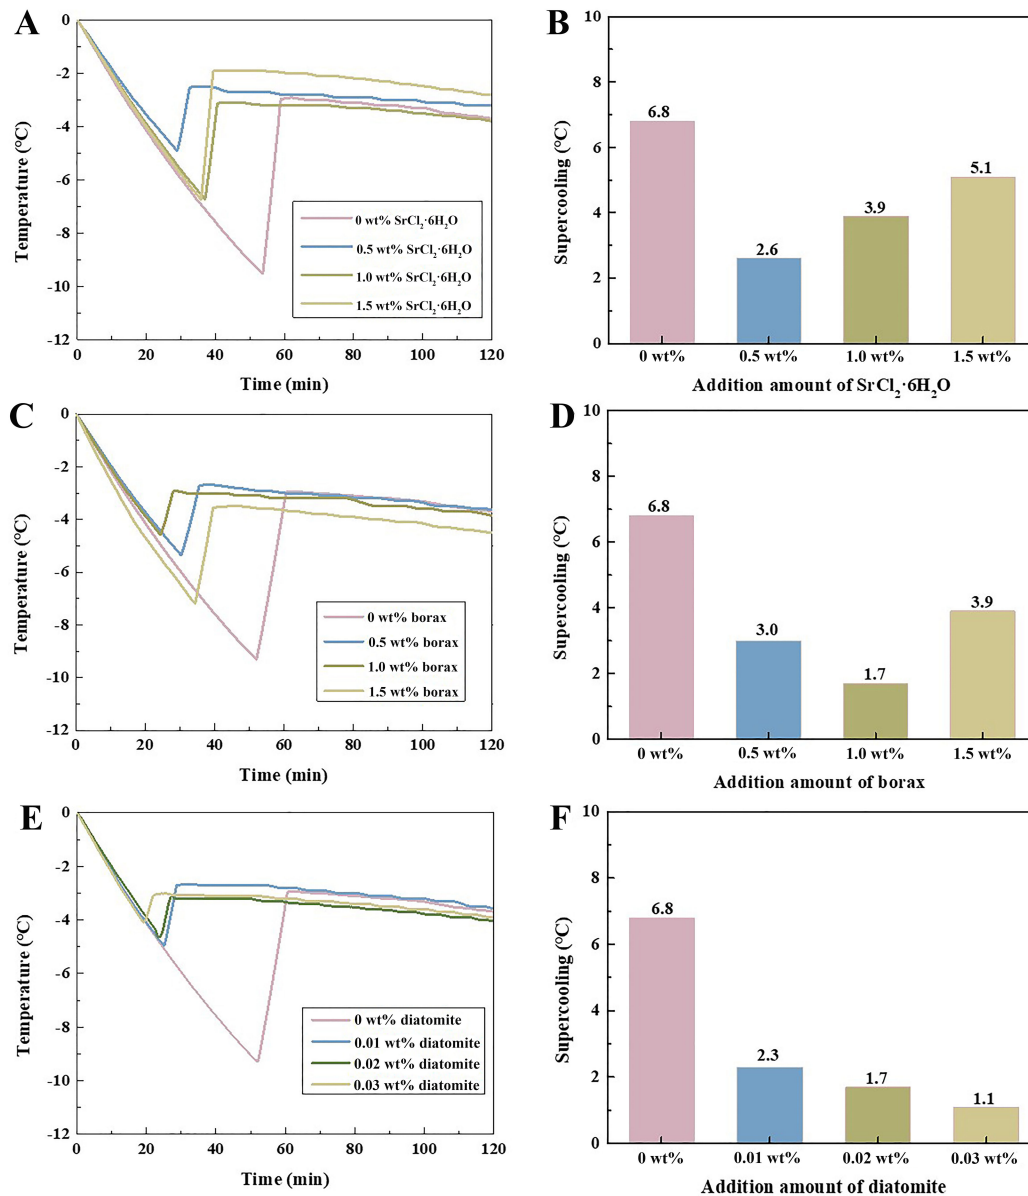 A
0
-2
-4
-6
-8
-10
-12
Temperature (°C)
0 wt% SrCl₂·6H₂O
0.5 wt% SrCl₂·6H₂O
1.0 wt% SrCl₂·6H₂O
1.5 wt% SrCl₂·6H₂O
0 20 40 60 80 100 120
Time (min)
B
10
8
6
4
2
0
Supercooling (°C)
6.8
2.6
3.9
5.1
0 wt% 0.5 wt% 1.0 wt% 1.5 wt%
Addition amount of SrCl₂·6H₂O
C
0
-2
-4
-6
-8
-10
-12
Temperature (°C)
0 wt% borax
0.5 wt% borax
1.0 wt% borax
1.5 wt% borax
0 20 40 60 80 100 120
Time (min)
D
10
8
6
4
2
0
Supercooling (°C)
6.8
3.0
1.7
3.9
0 wt% 0.5 wt% 1.0 wt% 1.5 wt%
Addition amount of borax
E
0
-2
-4
-6
-8
-10
-12
Temperature (°C)
0 wt% diatomite
0.01 wt% diatomite
0.02 wt% diatomite
0.03 wt% diatomite
0 20 40 60 80 100 120
Time (min)
F
10
8
6
4
2
0
Supercooling (°C)
6.8
2.3
1.7
1.1
0 wt% 0.01 wt% 0.02 wt% 0.03 wt%
Addition amount of diatomite